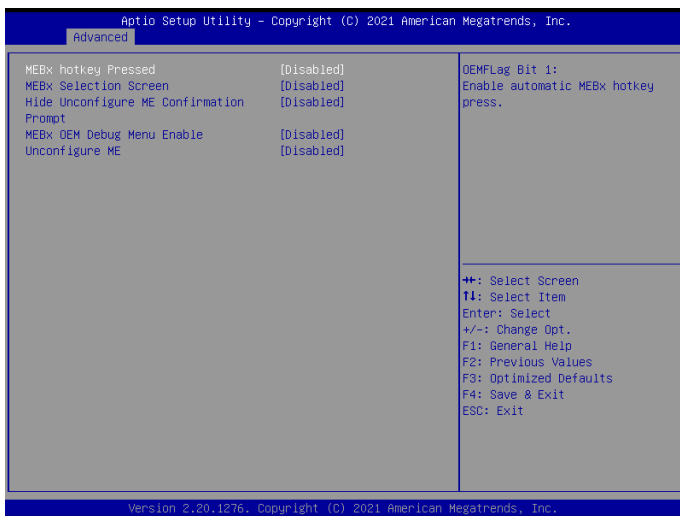 Aptio Setup Utility – Copyright (C) 2021 American Megatrends, Inc.
Advanced
MEBx hotkey Pressed [Disabled]
MEBx Selection Screen [Disabled]
Hide Unconfigure ME Confirmation [Disabled]
Prompt
MEBx OEM Debug Menu Enable [Disabled]
Unconfigure ME [Disabled]
OEMFLag Bit 1:
Enable automatic MEBx hotkey
press.
→←: Select Screen
↑↓: Select Item
Enter: Select
+/-: Change Opt.
F1: General Help
F2: Previous Values
F3: Optimized Defaults
F4: Save & Exit
ESC: Exit
Version 2.20.1276. Copyright (C) 2021 American Megatrends, Inc.